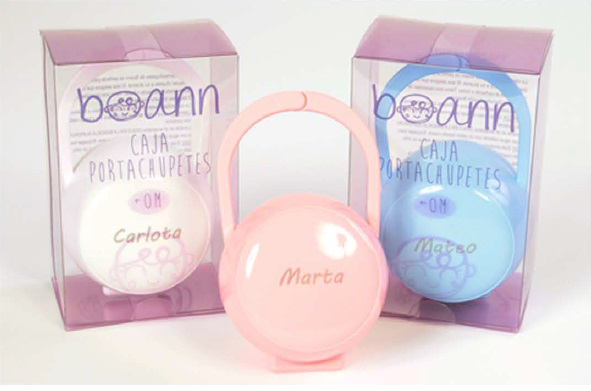 boann
CAJA
PORTACHUPETES
+0M
Carlota
Marta
boann
CAJA
PORTACHUPETES
+0M
Mateo